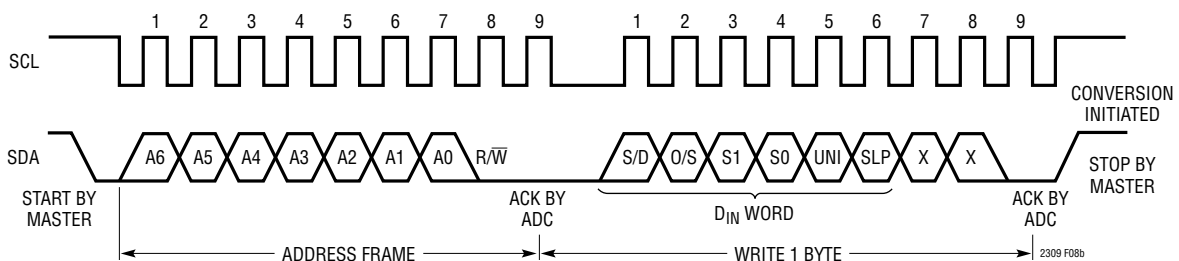 1 2 3 4 5 6 7 8 9 1 2 3 4 5 6 7 8 9
SCL
CONVERSION
INITIATED
SDA
A6 A5 A4 A3 A2 A1 A0 R/W̅ S/D O/S S1 S0 UNI SLP X X
START BY
MASTER
ACK BY
ADC
DIN WORD
ACK BY
ADC
STOP BY
MASTER
ADDRESS FRAME
WRITE 1 BYTE
2309 F08b